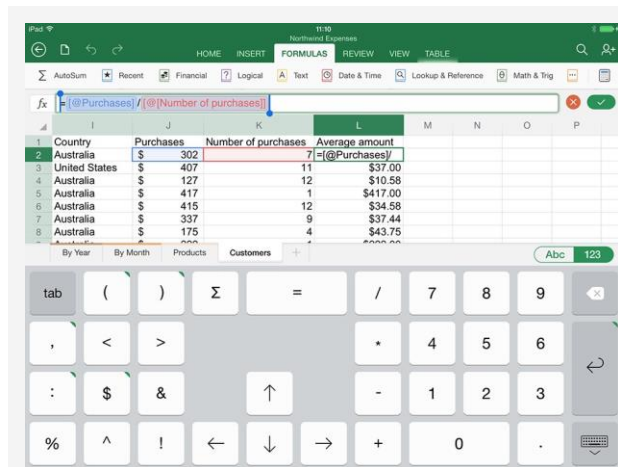 iPad 11:10
Northwind Expenses
HOME INSERT FORMULAS REVIEW VIEW TABLE
Σ AutoSum Recent Financial ? Logical A Text Date & Time Lookup & Reference θ Math & Trig ...
fx =[@Purchases]/[@[Number of purchases]]
I J K L M N O P
1 Country Purchases Number of purchases Average amount
2 Australia $ 302 7 =[@Purchases]/
3 United States $ 407 11 $37.00
4 Australia $ 127 12 $10.58
5 Australia $ 417 1 $417.00
6 Australia $ 415 12 $34.58
7 Australia $ 337 9 $37.44
8 Australia $ 175 4 $43.75
By Year By Month Products Customers + Abc 123
tab ( ) Σ = / 7 8 9
, < > * 4 5 6
: $ & ↑ - 1 2 3
% ^ ! ← ↓ → + 0 .